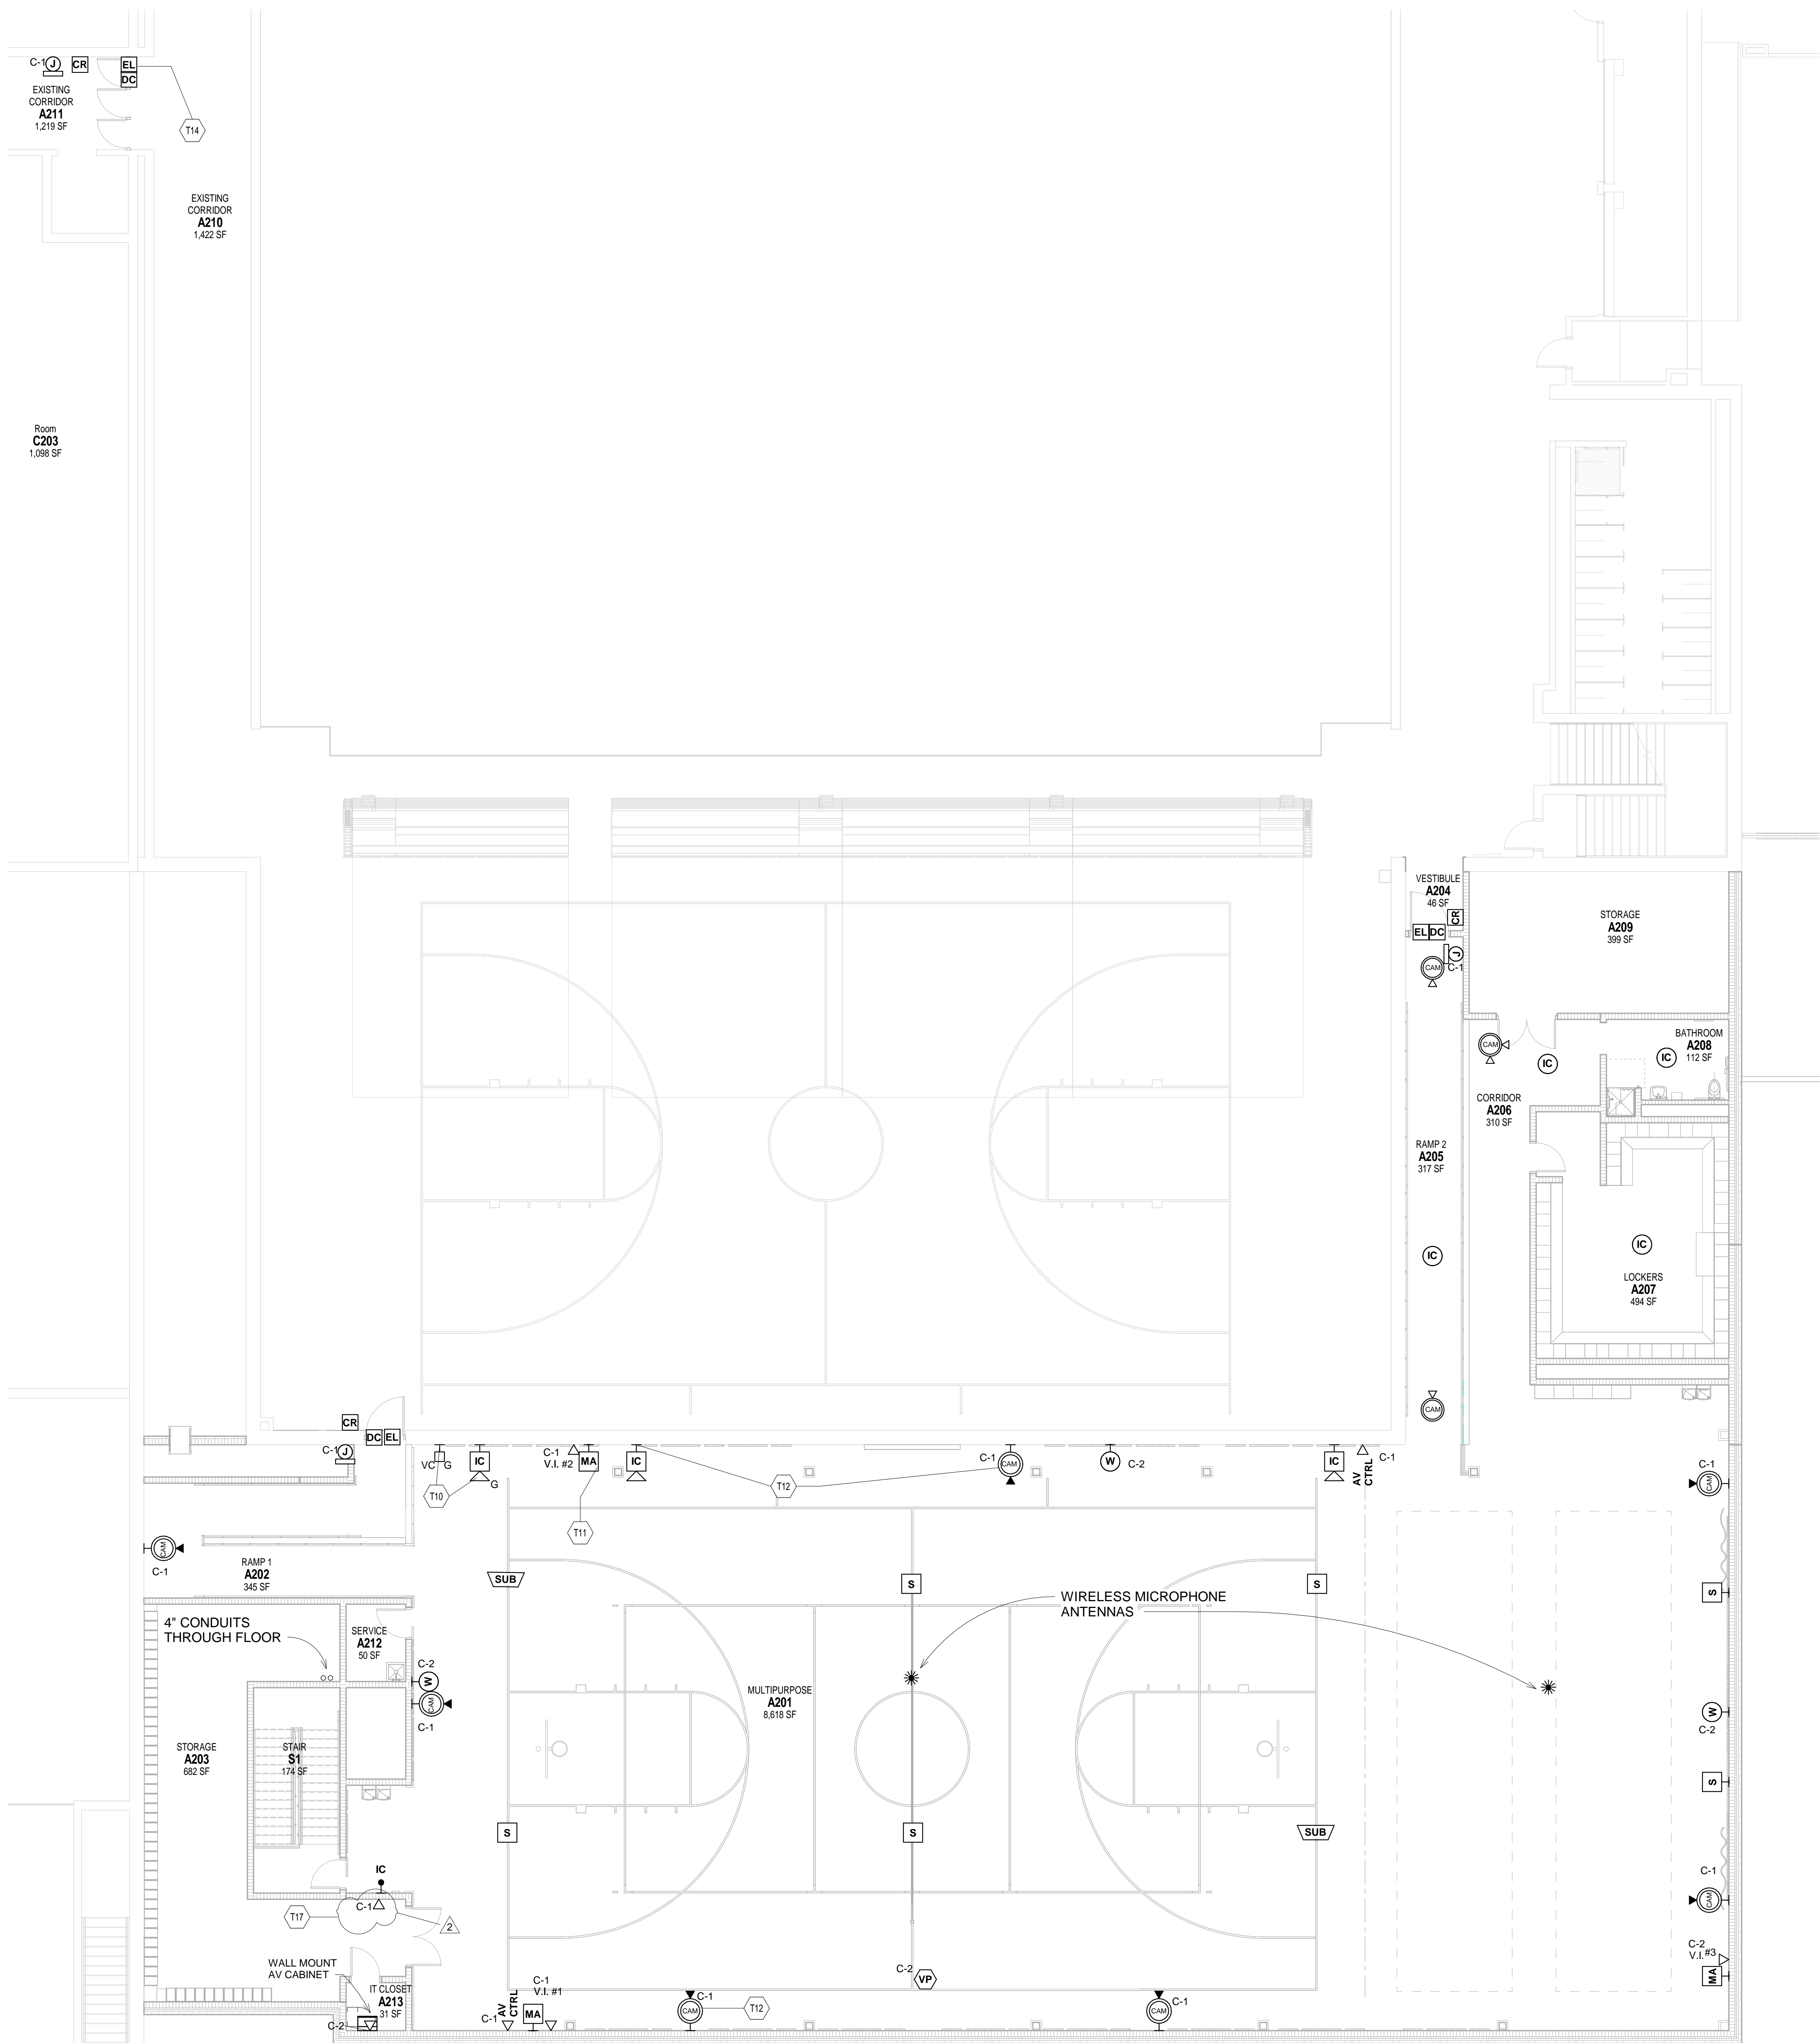 C-1
J
CR
EL
DC
EXISTING
CORRIDOR
A211
1,219 SF
T14
EXISTING
CORRIDOR
A210
1,422 SF
Room
C203
1,098 SF
VESTIBULE
A204
46 SF
CR
EL
DC
J
C-1
CAM
STORAGE
A209
399 SF
CAM
IC
BATHROOM
A208
112 SF
IC
CORRIDOR
A206
310 SF
RAMP 2
A205
317 SF
IC
IC
LOCKERS
A207
494 SF
CAM
CR
DC
EL
C-1
J
VC
G
IC
G
T10
C-1
V.I. #2
MA
T11
IC
T12
C-1
CAM
W
C-2
IC
AV
CTRL
C-1
C-1
CAM
CAM
C-1
RAMP 1
A202
345 SF
SUB
S
S
S
WIRELESS MICROPHONE
ANTENNAS
4" CONDUITS
THROUGH FLOOR
SERVICE
A212
50 SF
C-2
W
CAM
C-1
MULTIPURPOSE
A201
8,618 SF
W
C-2
STORAGE
A203
682 SF
STAIR
S1
174 SF
S
S
S
SUB
IC
C-1
T17
2
C-1
CAM
WALL MOUNT
AV CABINET
IT CLOSET
A213
31 SF
C-2
C-2
VP
C-2
V.I. #3
MA
C-1
AV
CTRL
C-1
V.I. #1
MA
C-1
CAM
T12
CAM
C-1